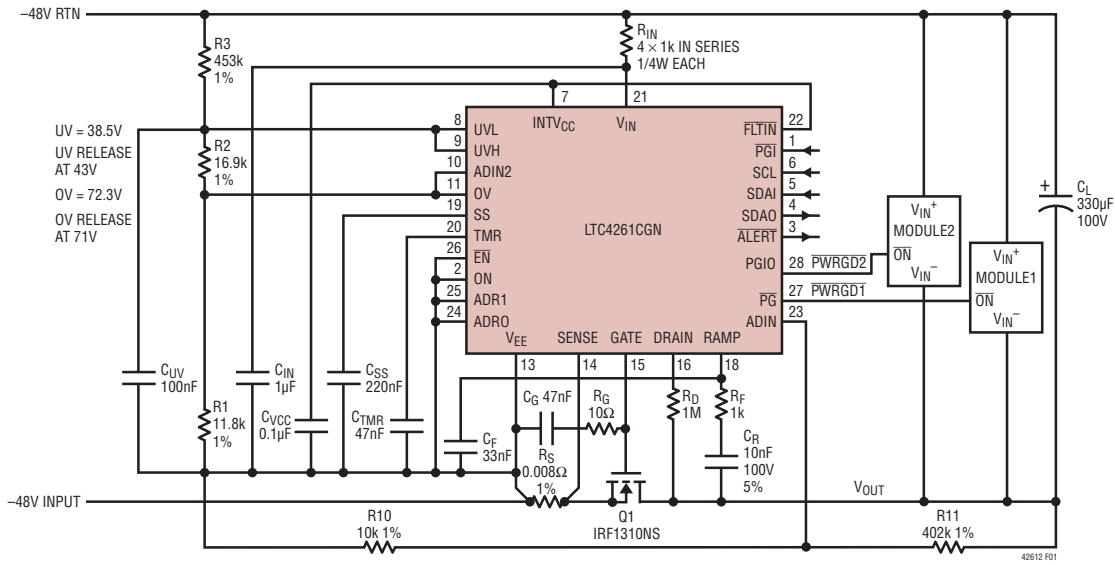 –48V RTN
R3
453k
1%
RIN
4 × 1k IN SERIES
1/4W EACH
UV = 38.5V
UV RELEASE
AT 43V
OV = 72.3V
OV RELEASE
AT 71V
R2
16.9k
1%
7
21
INTVCC
VIN
8
UVL
9
UVH
10
ADIN2
11
OV
19
SS
20
TMR
26
EN
2
ON
25
ADR1
24
ADR0
LTC4261CGN
FLTIN
22
PGI
1
SCL
6
SDAI
5
SDAO
4
ALERT
3
PGIO
28
PWRGD2
PG
27
PWRGD1
ADIN
23
VEE
SENSE
GATE
DRAIN
RAMP
13
14
15
16
18
VIN+
MODULE2
ON
VIN–
VIN+
MODULE1
ON
VIN–
+
CL
330µF
100V
CUV
100nF
R1
11.8k
1%
CIN
1µF
CVCC
0.1µF
CSS
220nF
CTMR
47nF
CF
33nF
CG 47nF
RG
10Ω
RS
0.008Ω
1%
RD
1M
RF
1k
CR
10nF
100V
5%
–48V INPUT
Q1
IRF1310NS
VOUT
R10
10k 1%
R11
402k 1%
42612 F01